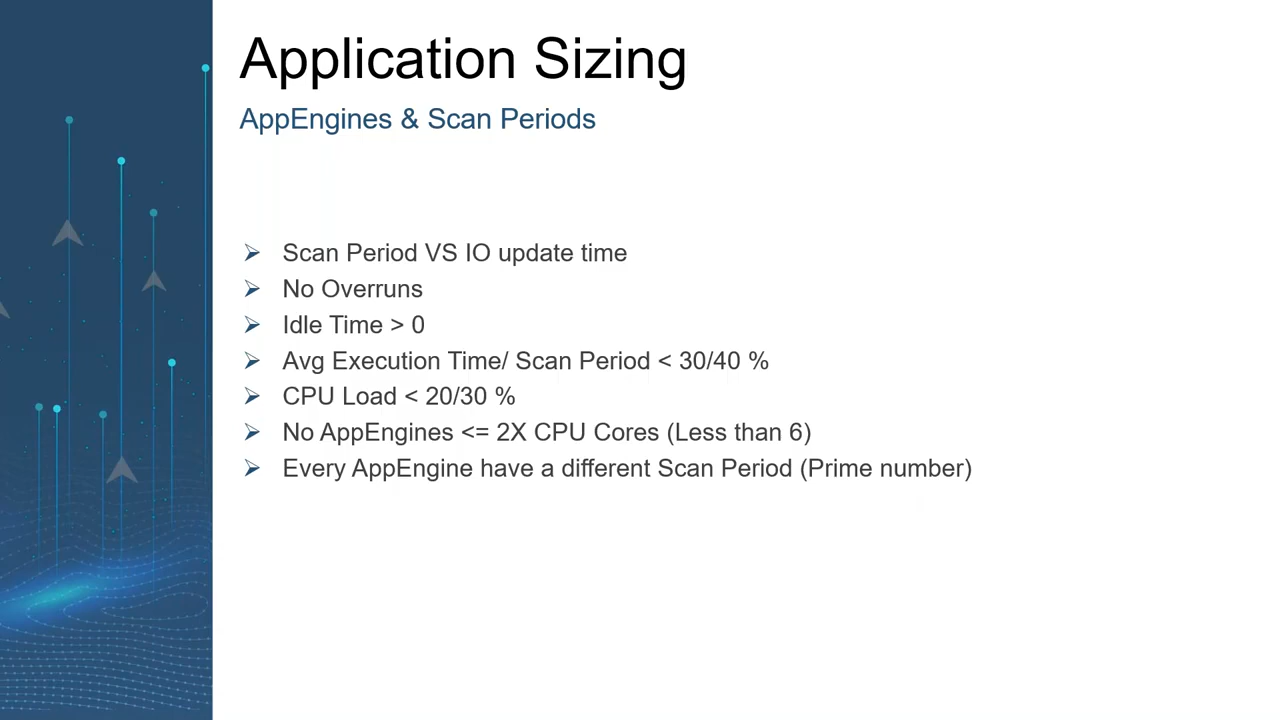 Application Sizing
AppEngines & Scan Periods
➢ Scan Period VS IO update time
➢ No Overruns
➢ Idle Time > 0
➢ Avg Execution Time/ Scan Period < 30/40 %
➢ CPU Load < 20/30 %
➢ No AppEngines <= 2X CPU Cores (Less than 6)
➢ Every AppEngine have a different Scan Period (Prime number)